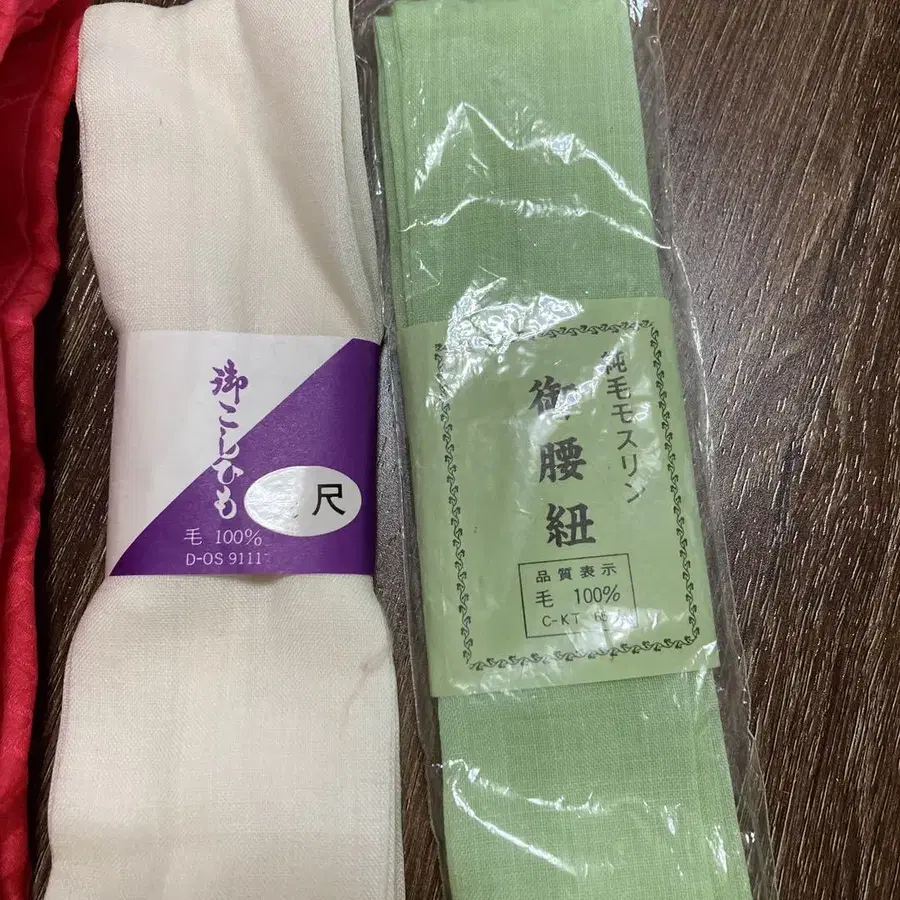 御こしひも
尺
毛 100%
D-OS 9111
純毛モスリン
御腰紐
品質表示
毛 100%
C-KT